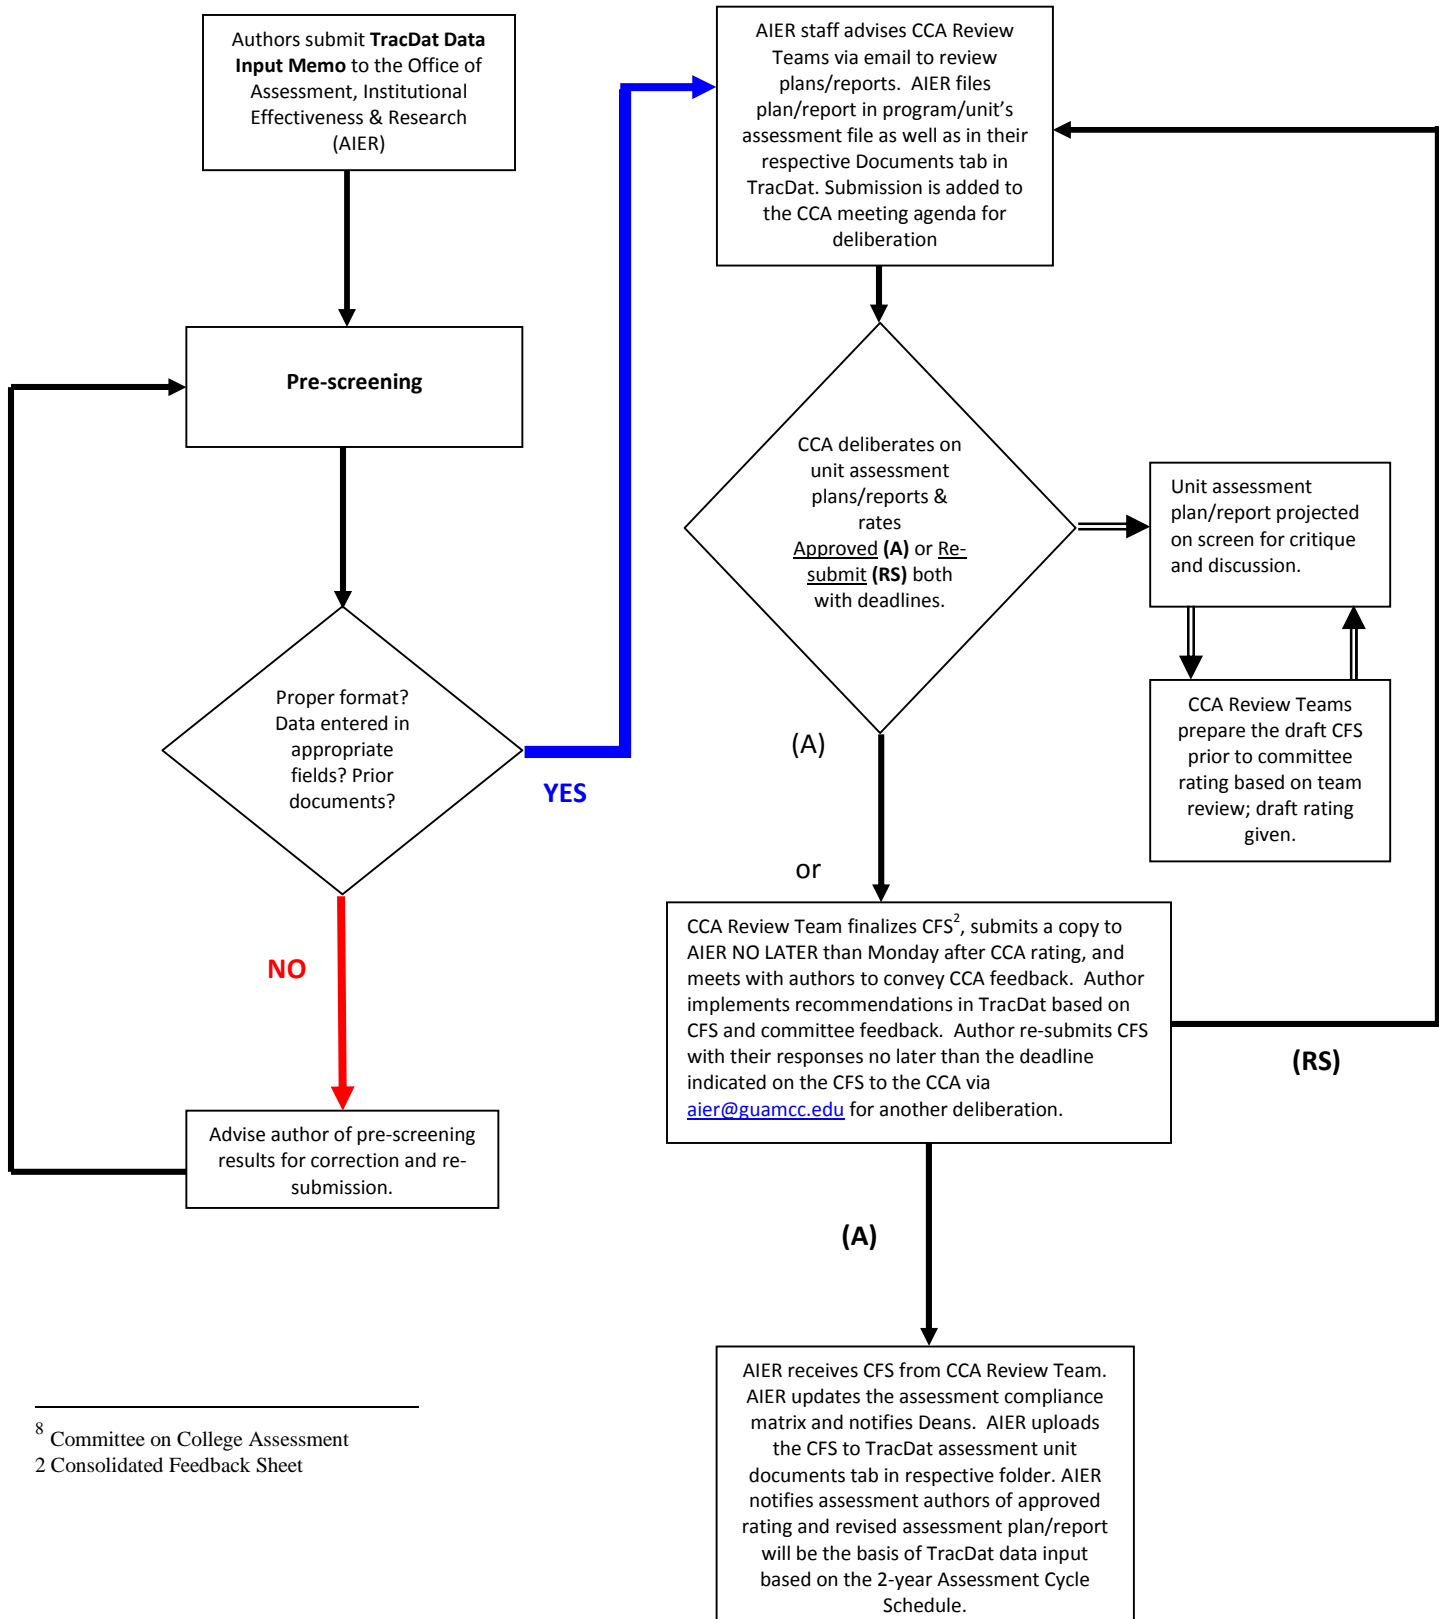 Authors submit TracDat Data
Input Memo to the Office of
Assessment, Institutional
Effectiveness & Research
(AIER)
Pre-screening
Proper format?
Data entered in
appropriate
fields? Prior
documents?
YES
NO
Advise author of pre-screening
results for correction and re-
submission.
AIER staff advises CCA Review
Teams via email to review
plans/reports. AIER files
plan/report in program/unit's
assessment file as well as in their
respective Documents tab in
TracDat. Submission is added to
the CCA meeting agenda for
deliberation
CCA deliberates on
unit assessment
plans/reports &
rates
Approved (A) or Re-
submit (RS) both
with deadlines.
Unit assessment
plan/report projected
on screen for critique
and discussion.
CCA Review Teams
prepare the draft CFS
prior to committee
rating based on team
review; draft rating
given.
(A)
or
CCA Review Team finalizes CFS2, submits a copy to
AIER NO LATER than Monday after CCA rating, and
meets with authors to convey CCA feedback. Author
implements recommendations in TracDat based on
CFS and committee feedback. Author re-submits CFS
with their responses no later than the deadline
indicated on the CFS to the CCA via
aier@guamcc.edu for another deliberation.
(RS)
(A)
AIER receives CFS from CCA Review Team.
AIER updates the assessment compliance
matrix and notifies Deans. AIER uploads
the CFS to TracDat assessment unit
documents tab in respective folder. AIER
notifies assessment authors of approved
rating and revised assessment plan/report
will be the basis of TracDat data input
based on the 2-year Assessment Cycle
Schedule.
8 Committee on College Assessment
2 Consolidated Feedback Sheet